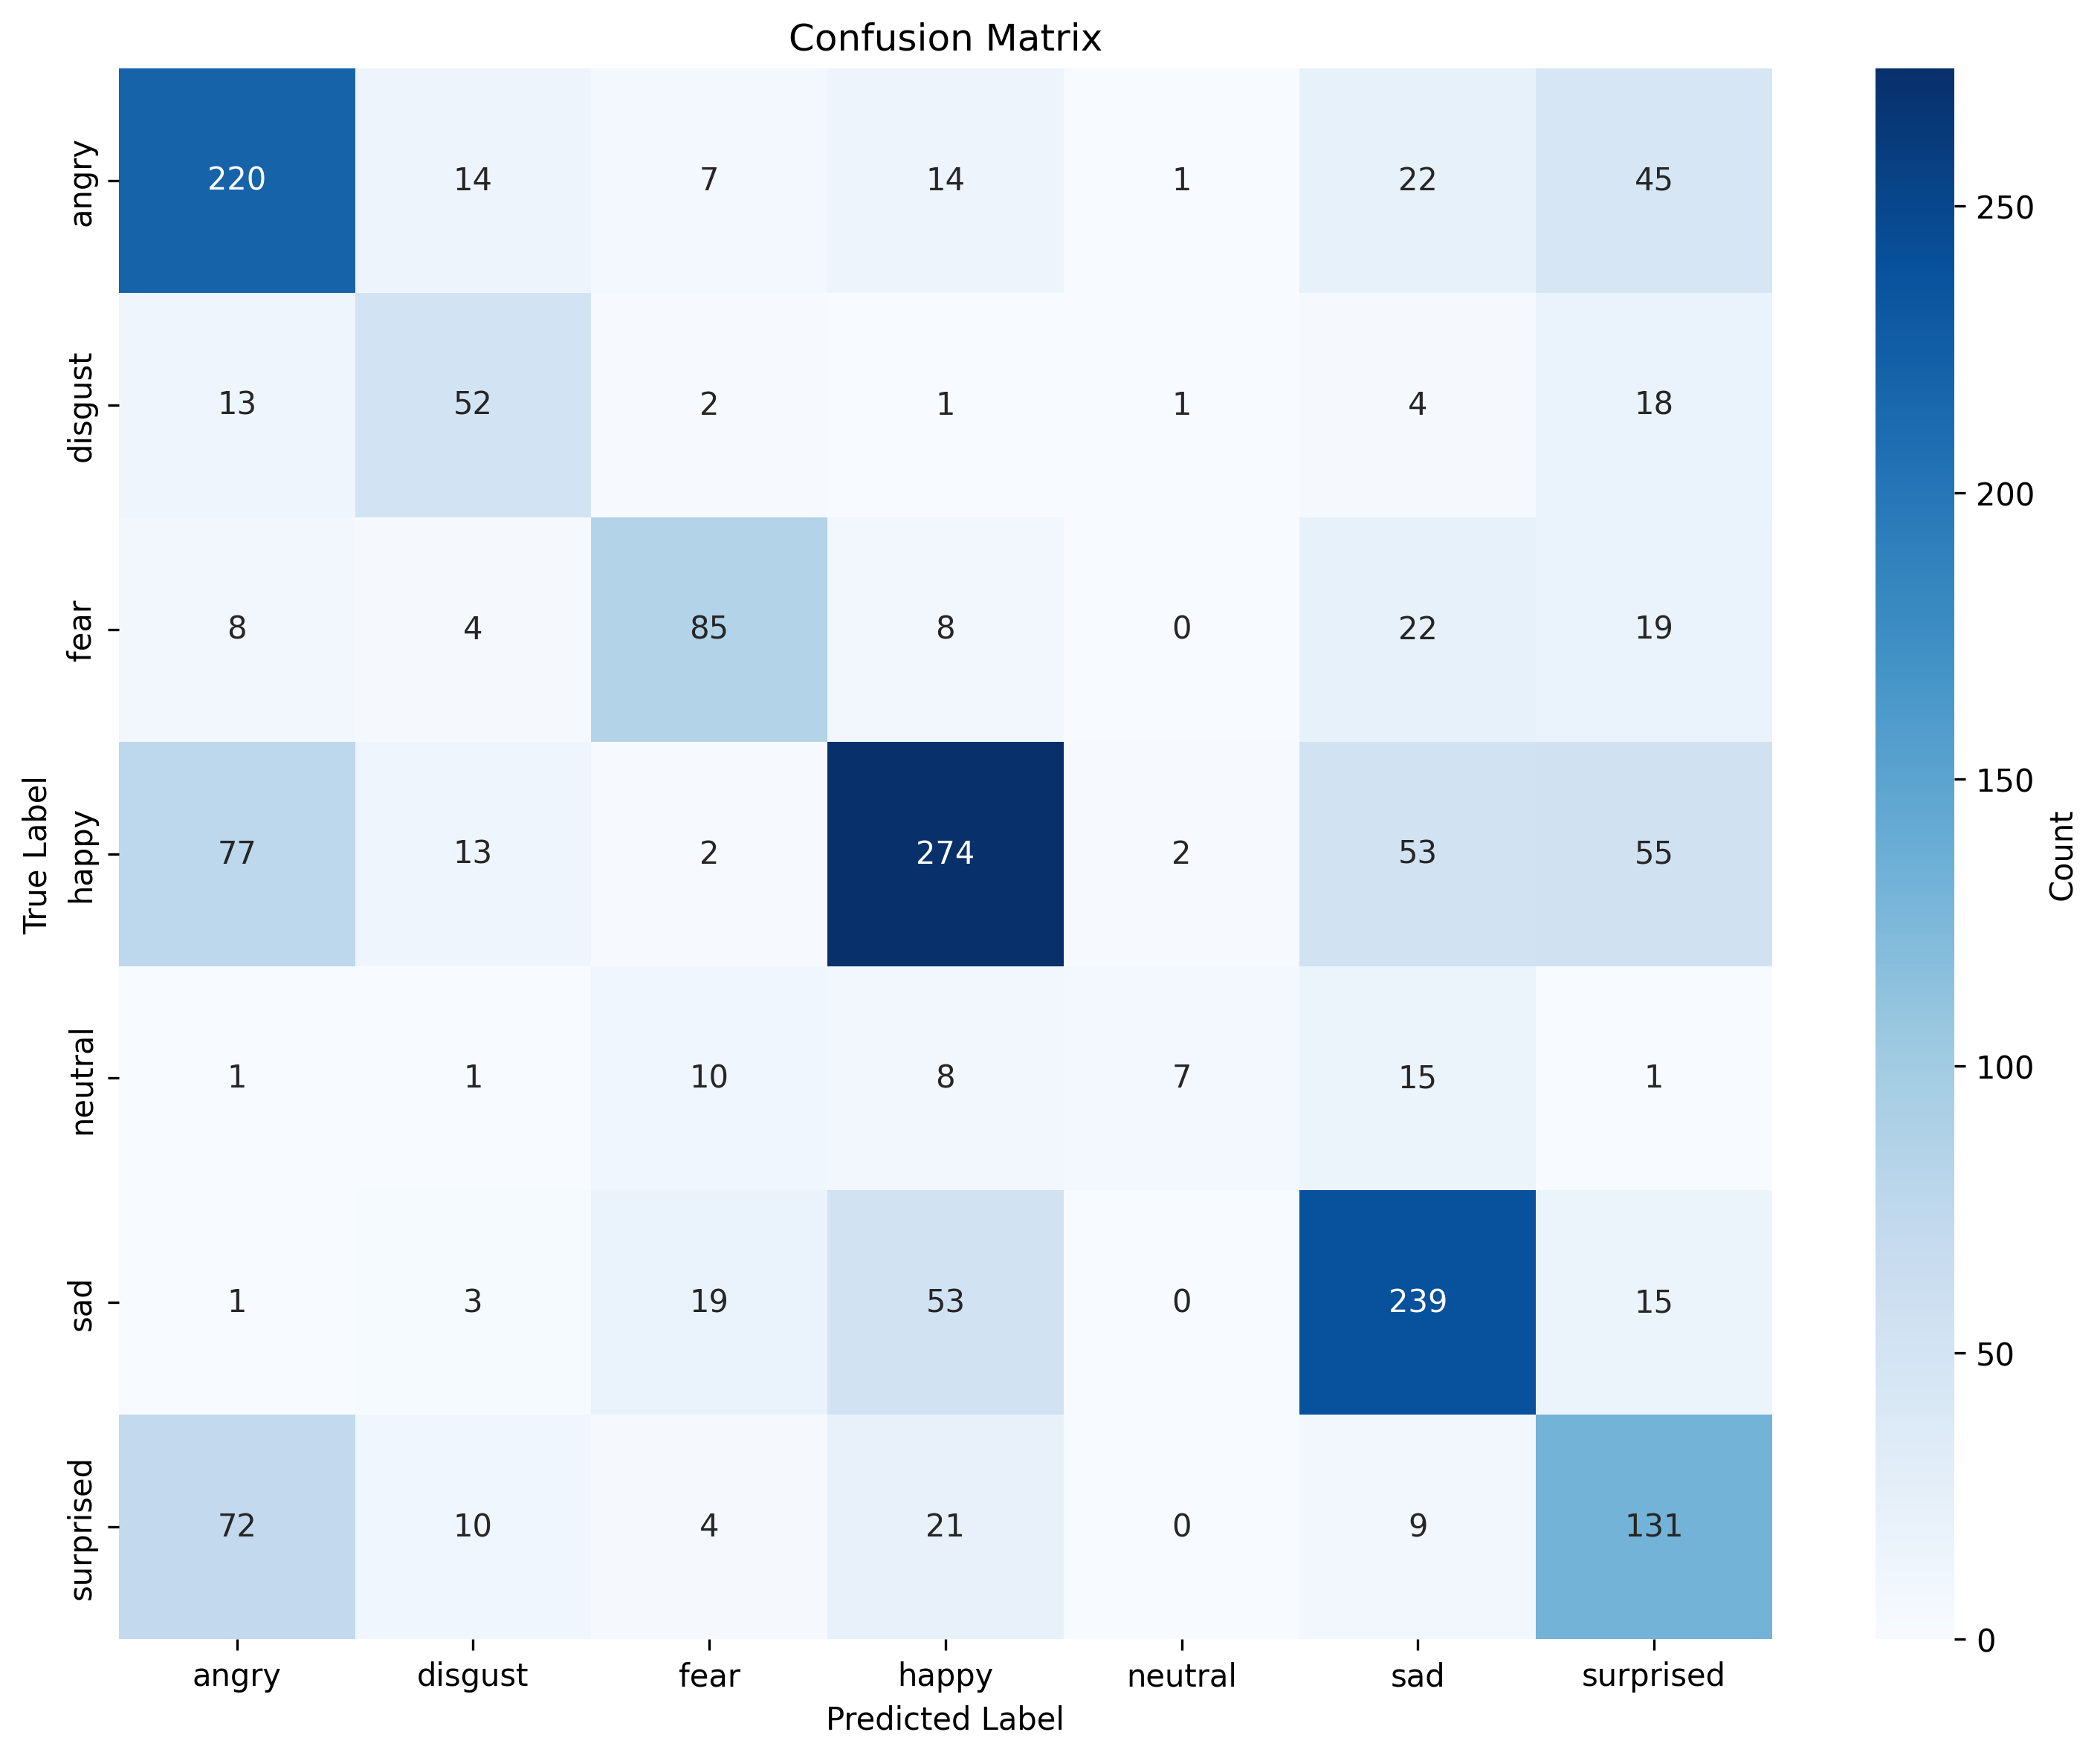 Confusion Matrix
True Label
angry 220 14 7 14 1 22 45
disgust 13 52 2 1 1 4 18
fear 8 4 85 8 0 22 19
happy 77 13 2 274 2 53 55
neutral 1 1 10 8 7 15 1
sad 1 3 19 53 0 239 15
surprised 72 10 4 21 0 9 131
angry disgust fear happy neutral sad surprised
Predicted Label
250
200
150
100
50
0
Count